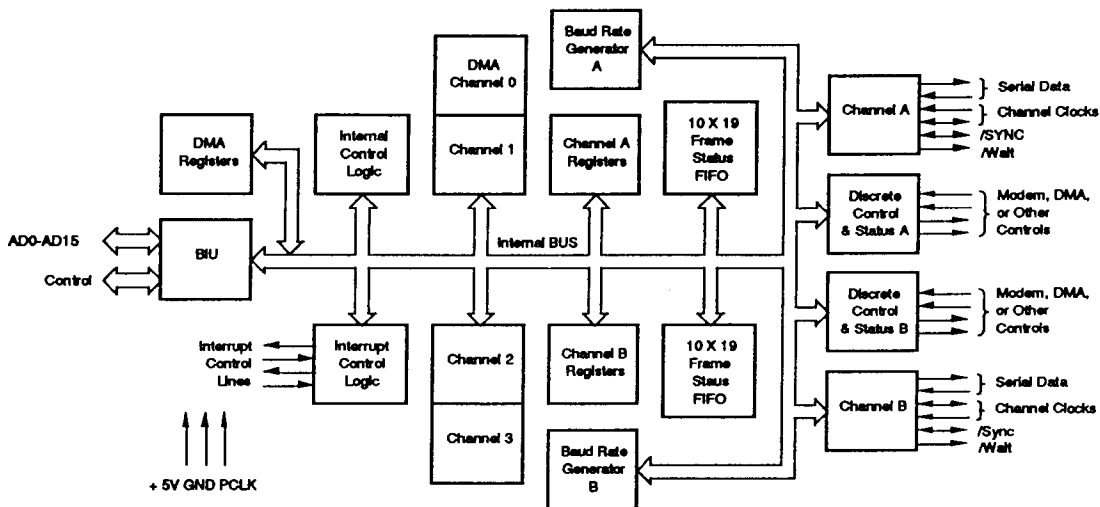 Baud Rate
Generator
A
DMA
Channel 0
Channel 1
DMA
Registers
Internal
Control
Logic
Channel A
Registers
10 X 19
Frame
Status
FIFO
Channel A
Serial Data
Channel Clocks
/SYNC
/Wait
Discrete
Control
& Status A
Modem, DMA,
or Other
Controls
AD0-AD15
Control
BIU
Internal BUS
Discrete
Control
& Status B
Modem, DMA,
or Other
Controls
Interrupt
Control
Lines
Interrupt
Control
Logic
Channel 2
Channel 3
Channel B
Registers
10 X 19
Frame
Staus
FIFO
Channel B
Serial Data
Channel Clocks
/Sync
/Wait
Baud Rate
Generator
B
+ 5V GND PCLK